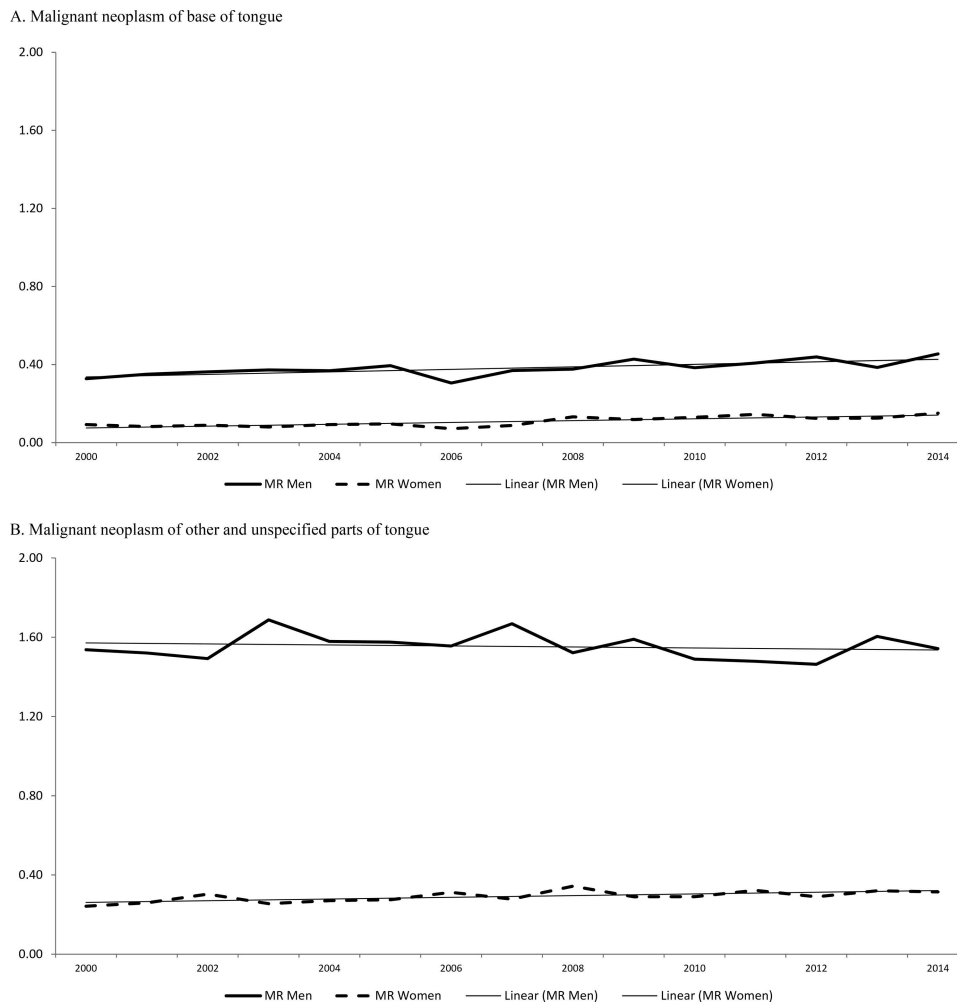 A. Malignant neoplasm of base of tongue
2.00
1.60
1.20
0.80
0.40
0.00
2000 2002 2004 2006 2008 2010 2012 2014
MR Men MR Women Linear (MR Men) Linear (MR Women)
B. Malignant neoplasm of other and unspecified parts of tongue
2.00
1.60
1.20
0.80
0.40
0.00
2000 2002 2004 2006 2008 2010 2012 2014
MR Men MR Women Linear (MR Men) Linear (MR Women)